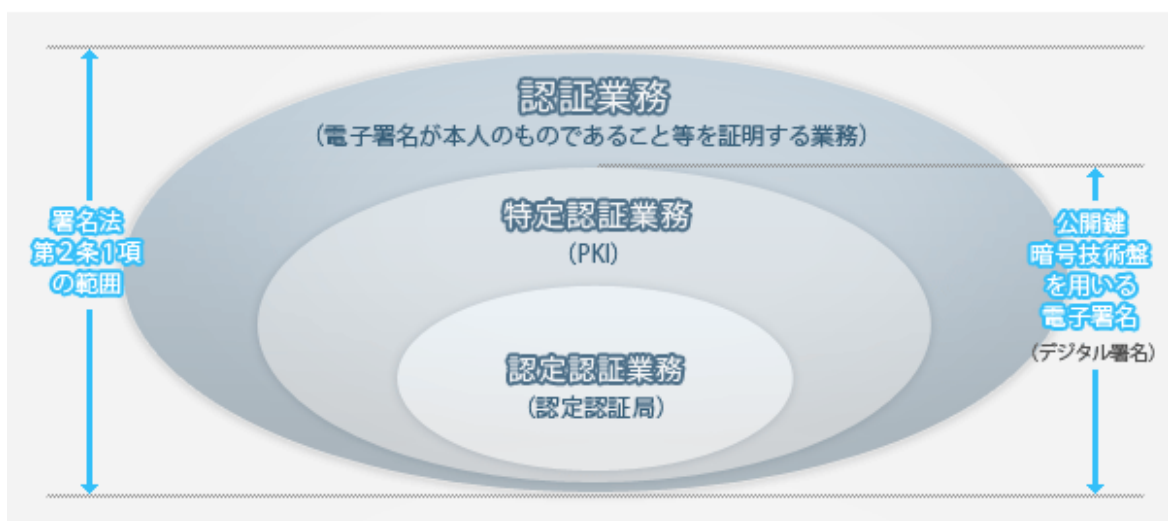 認証業務
(電子署名が本人のものであること等を証明する業務)
署名法
第2条1項
の範囲
特定認証業務
(PKI)
認定認証業務
(認定認証局)
公開鍵
暗号技術盤
を用いる
電子署名
(デジタル署名)